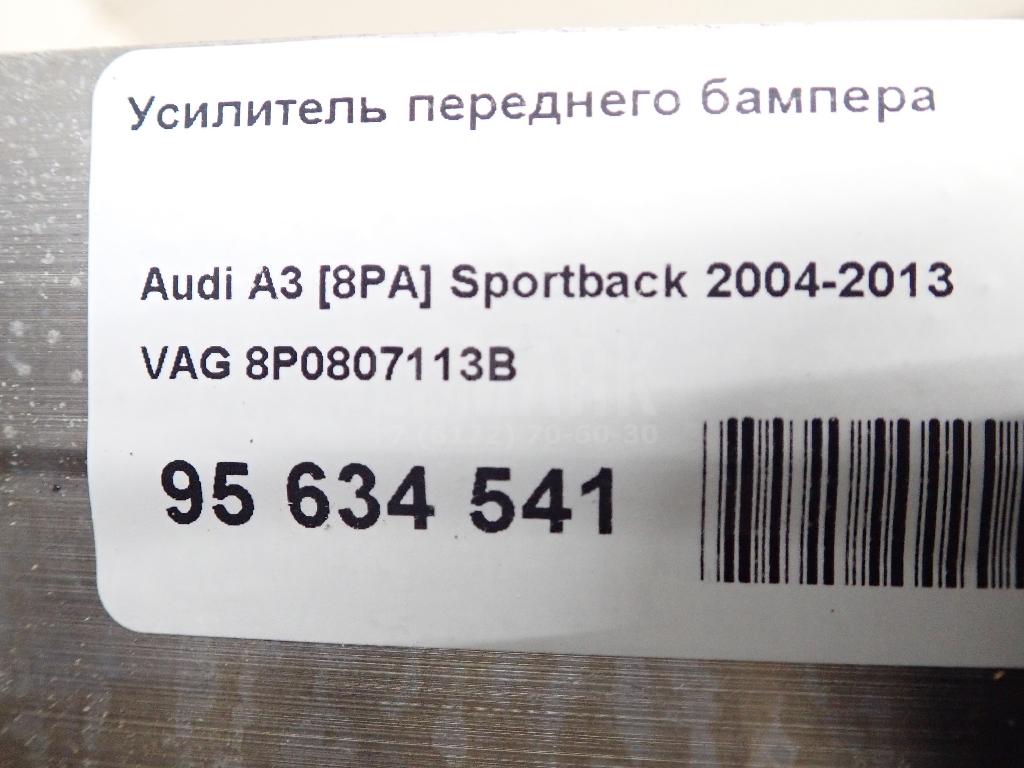 Усилитель переднего бампера
Audi A3 [8PA] Sportback 2004-2013
VAG 8P0807113B
95 634 541